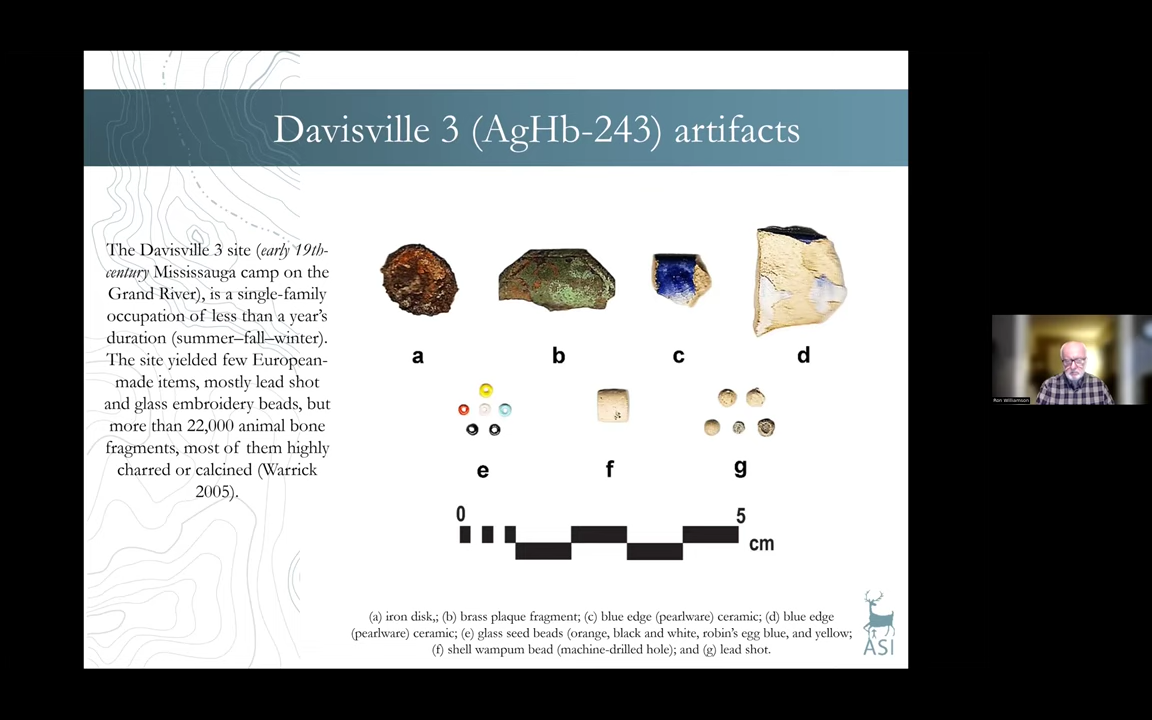 Davisville 3 (AgHb-243) artifacts
The Davisville 3 site (early 19th-
century Mississauga camp on the
Grand River), is a single-family
occupation of less than a year's
duration (summer–fall–winter).
The site yielded few European-
made items, mostly lead shot
and glass embroidery beads, but
more than 22,000 animal bone
fragments, most of them highly
charred or calcined (Warrick
2005).
a b c d
e f g
0 5
cm
(a) iron disk,; (b) brass plaque fragment; (c) blue edge (pearlware) ceramic; (d) blue edge
(pearlware) ceramic; (e) glass seed beads (orange, black and white, robin's egg blue, and yellow;
(f) shell wampum bead (machine-drilled hole); and (g) lead shot.
ASI
Ron Williamson